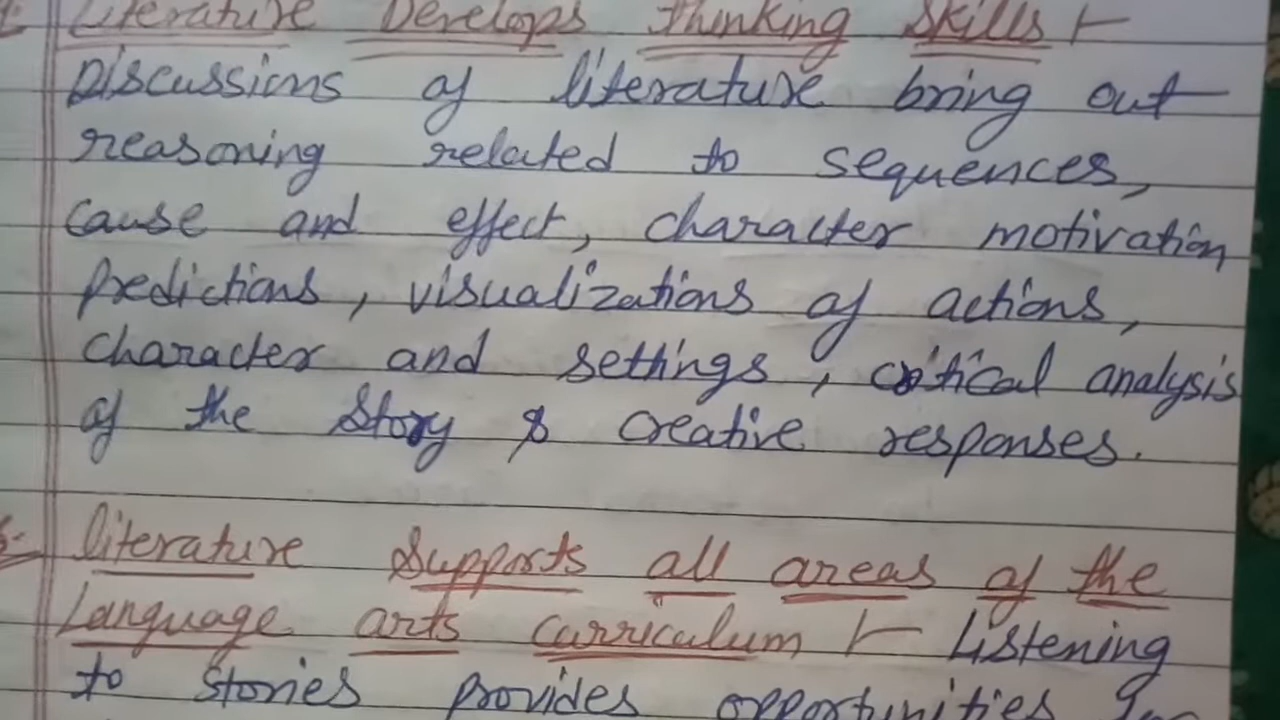 Literature Develops thinking skills :-
Discussions of literature bring out
reasoning related to sequences,
cause and effect, character motivation
predictions, visualizations of actions,
character and settings, critical analysis
of the story & creative responses.
literature supports all areas of the
Language arts curriculum :- Listening
to stories provides opportunities for